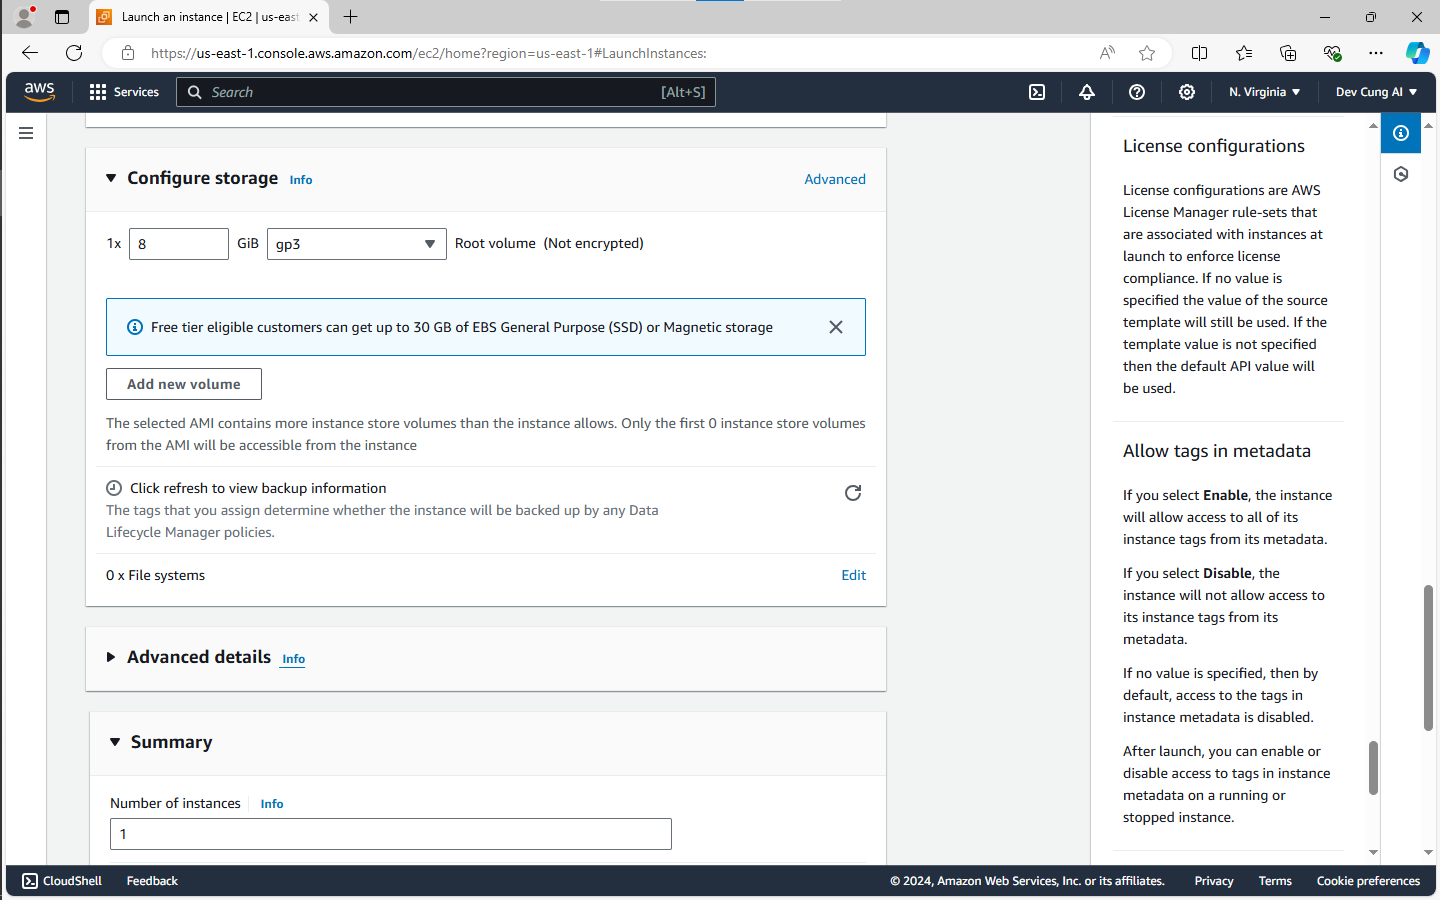 Launch an instance | EC2 | us-east
https://us-east-1.console.aws.amazon.com/ec2/home?region=us-east-1#LaunchInstances:
aws
Services
Search
[Alt+S]
N. Virginia
Dev Cung AI
Configure storage
Info
Advanced
1x
8
GiB
gp3
Root volume (Not encrypted)
Free tier eligible customers can get up to 30 GB of EBS General Purpose (SSD) or Magnetic storage
Add new volume
The selected AMI contains more instance store volumes than the instance allows. Only the first 0 instance store volumes
from the AMI will be accessible from the instance
Click refresh to view backup information
The tags that you assign determine whether the instance will be backed up by any Data
Lifecycle Manager policies.
0 x File systems
Edit
Advanced details
Info
Summary
Number of instances
Info
1
License configurations
License configurations are AWS
License Manager rule-sets that
are associated with instances at
launch to enforce license
compliance. If no value is
specified the value of the source
template will still be used. If the
template value is not specified
then the default API value will
be used.
Allow tags in metadata
If you select Enable, the instance
will allow access to all of its
instance tags from its metadata.
If you select Disable, the
instance will not allow access to
its instance tags from its
metadata.
If no value is specified, then by
default, access to the tags in
instance metadata is disabled.
After launch, you can enable or
disable access to tags in instance
metadata on a running or
stopped instance.
CloudShell
Feedback
© 2024, Amazon Web Services, Inc. or its affiliates.
Privacy
Terms
Cookie preferences